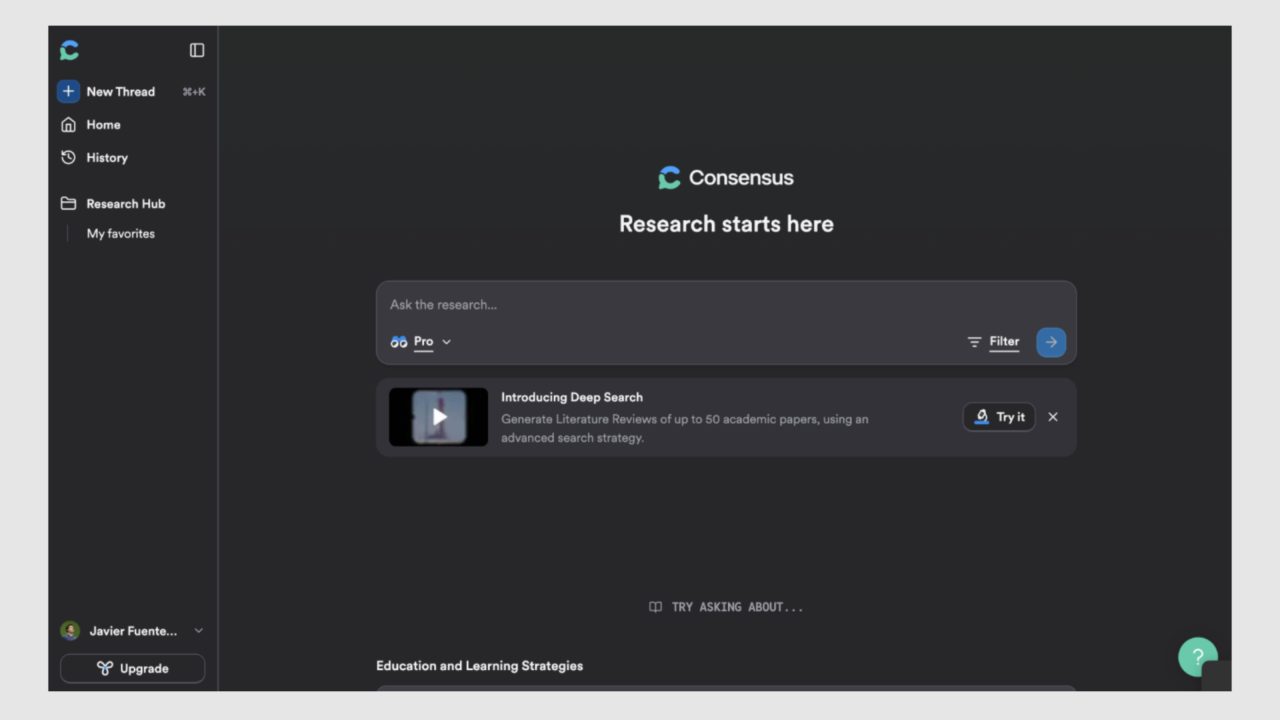 New Thread ⌘+K
Home
History
Research Hub
My favorites
Consensus
Research starts here
Ask the research...
Pro
Filter
Introducing Deep Search
Generate Literature Reviews of up to 50 academic papers, using an
advanced search strategy.
Try it
TRY ASKING ABOUT...
Education and Learning Strategies
Javier Fuente...
Upgrade
?